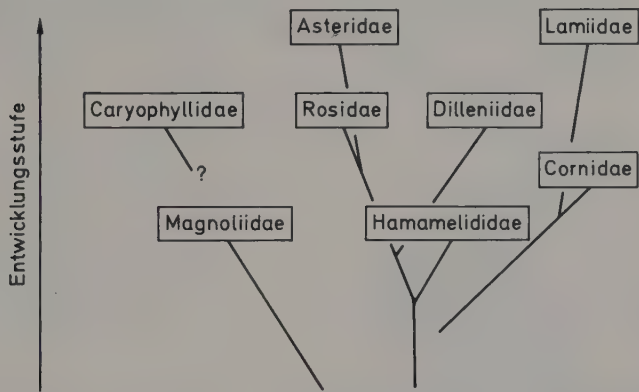 Asteridae
Lamiidae
Caryophyllidae
Rosidae
Dilleniidae
Cornidae
?
Magnoliidae
Hamamelididae
Entwicklungsstufe